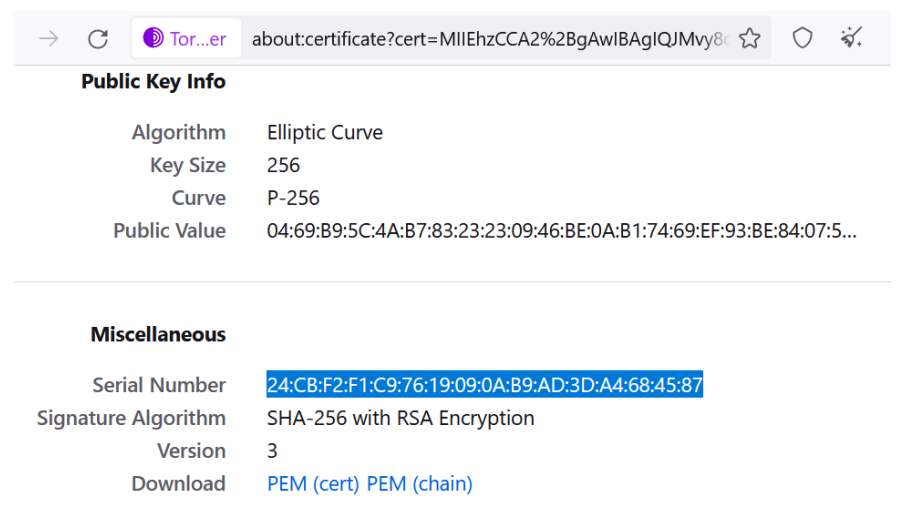 Tor...er about:certificate?cert=MIIEhzCCA2%2BgAwIBAgIQJMvy8
Public Key Info
Algorithm Elliptic Curve
Key Size 256
Curve P-256
Public Value 04:69:B9:5C:4A:B7:83:23:23:09:46:BE:0A:B1:74:69:EF:93:BE:84:07:5...
Miscellaneous
Serial Number 24:CB:F2:F1:C9:76:19:09:0A:B9:AD:3D:A4:68:45:87
Signature Algorithm SHA-256 with RSA Encryption
Version 3
Download PEM (cert) PEM (chain)